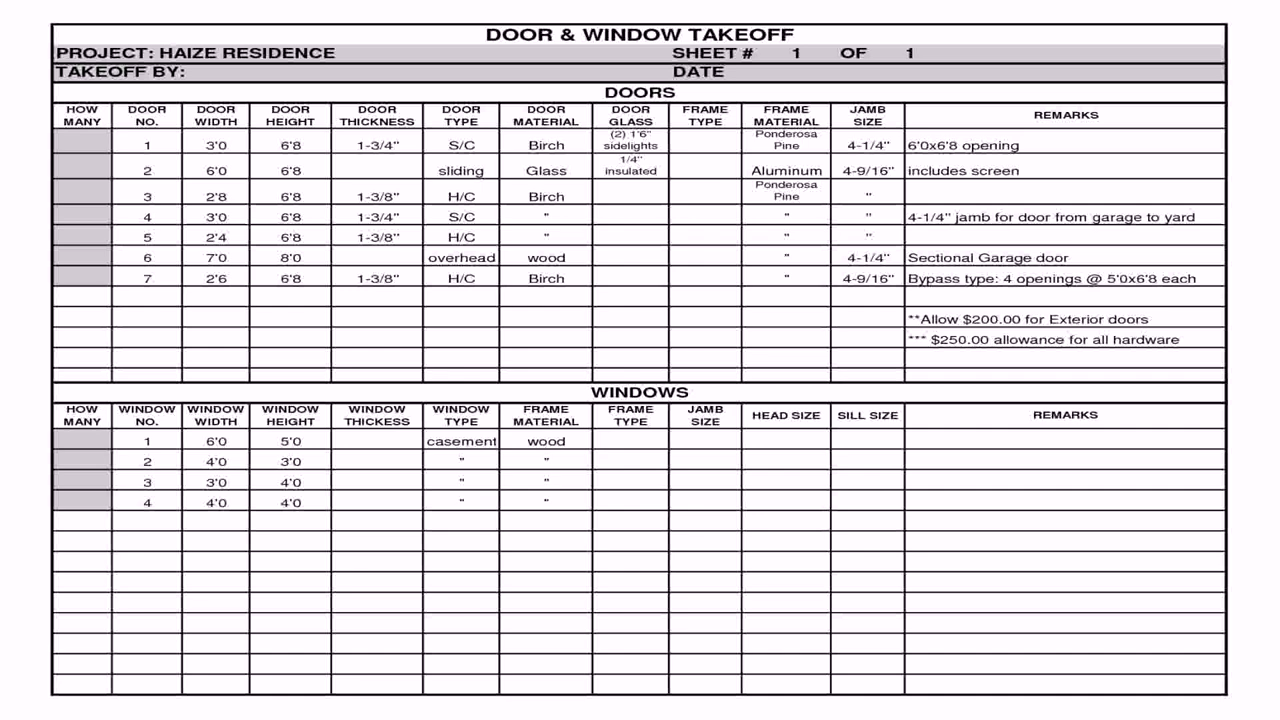 DOOR & WINDOW TAKEOFF
PROJECT: HAIZE RESIDENCE SHEET # 1 OF 1
TAKEOFF BY: DATE
DOORS
HOW MANY DOOR NO. DOOR WIDTH DOOR HEIGHT DOOR THICKNESS DOOR TYPE DOOR MATERIAL DOOR GLASS FRAME TYPE FRAME MATERIAL JAMB SIZE REMARKS
1 3'0 6'8 1-3/4" S/C Birch (2) 1'6" sidelights Ponderosa Pine 4-1/4" 6'0x6'8 opening
2 6'0 6'8 sliding Glass 1/4" insulated Aluminum 4-9/16" includes screen
3 2'8 6'8 1-3/8" H/C Birch Ponderosa Pine "
4 3'0 6'8 1-3/4" S/C " " " 4-1/4" jamb for door from garage to yard
5 2'4 6'8 1-3/8" H/C " " "
6 7'0 8'0 overhead wood " 4-1/4" Sectional Garage door
7 2'6 6'8 1-3/8" H/C Birch " 4-9/16" Bypass type: 4 openings @ 5'0x6'8 each
**Allow $200.00 for Exterior doors
*** $250.00 allowance for all hardware
WINDOWS
HOW MANY WINDOW NO. WINDOW WIDTH WINDOW HEIGHT WINDOW THICKESS WINDOW TYPE FRAME MATERIAL FRAME TYPE JAMB SIZE HEAD SIZE SILL SIZE REMARKS
1 6'0 5'0 casement wood
2 4'0 3'0 " "
3 3'0 4'0 " "
4 4'0 4'0 " "